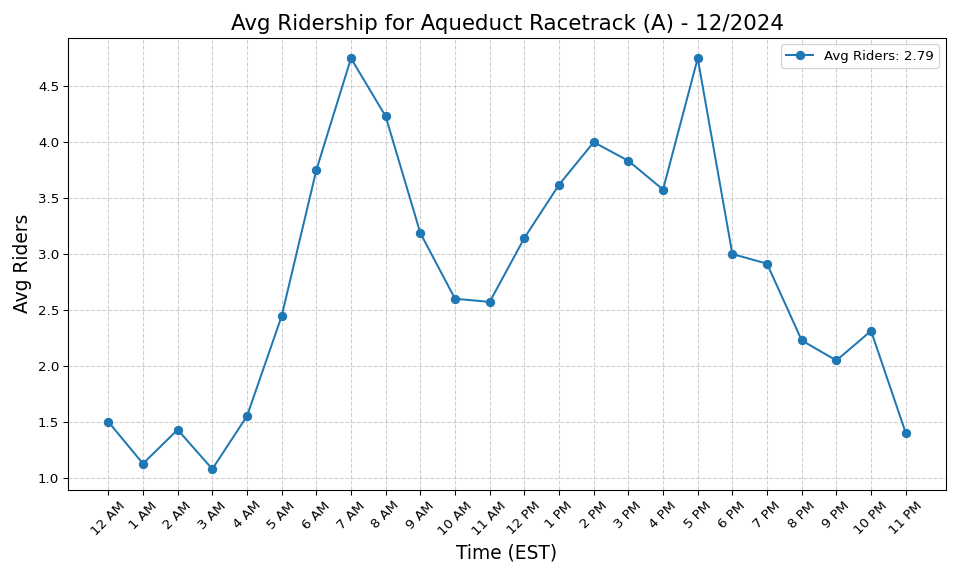 Avg Ridership for Aqueduct Racetrack (A) - 12/2024
Avg Riders: 2.79
Avg Riders
4.5
4.0
3.5
3.0
2.5
2.0
1.5
1.0
12 AM
1 AM
2 AM
3 AM
4 AM
5 AM
6 AM
7 AM
8 AM
9 AM
10 AM
11 AM
12 PM
1 PM
2 PM
3 PM
4 PM
5 PM
6 PM
7 PM
8 PM
9 PM
10 PM
11 PM
Time (EST)